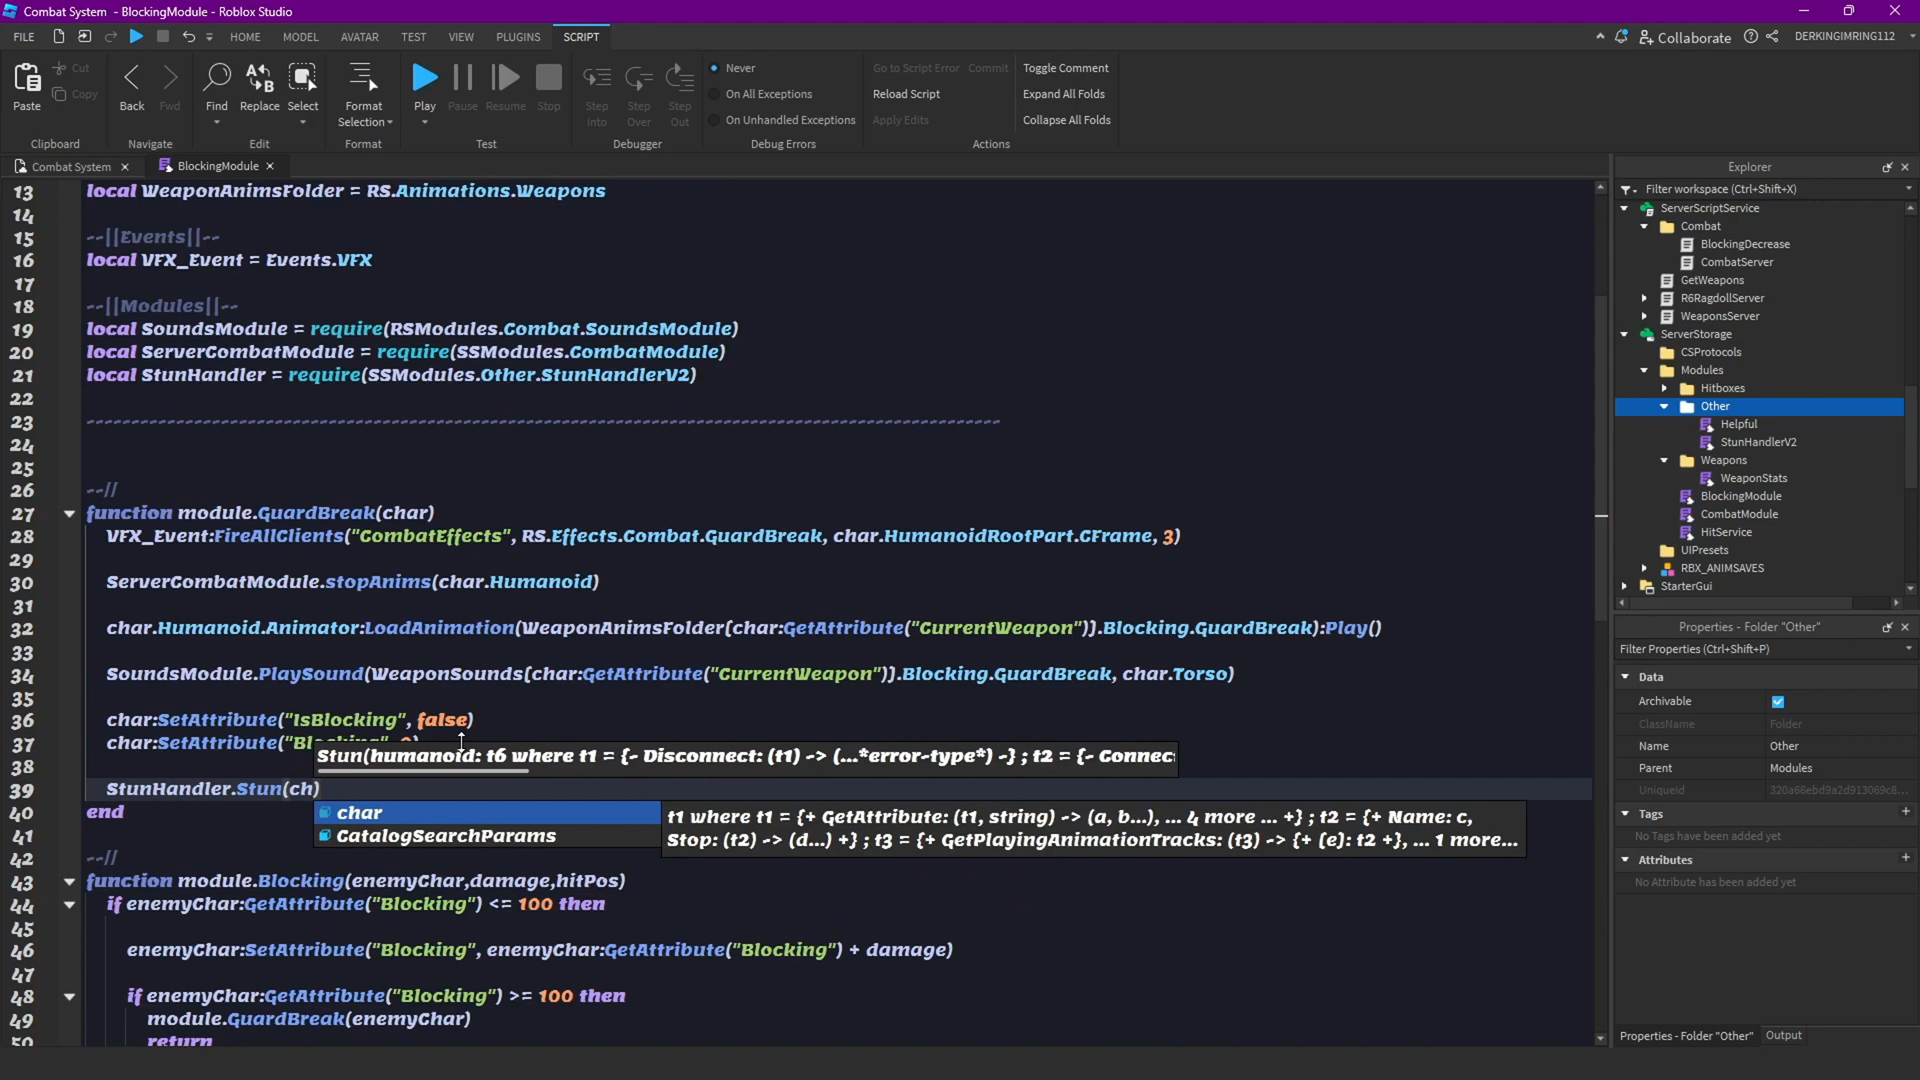 Combat System - BlockingModule - Roblox Studio
FILE HOME MODEL AVATAR TEST VIEW PLUGINS SCRIPT Collaborate DERKINGIMRING112
Paste Cut Copy
Back Fwd
Find Replace Select
Format Selection
Play Pause Resume Stop
Step Into Step Over Step Out
Never
On All Exceptions
On Unhandled Exceptions
Go to Script Error Commit
Reload Script
Apply Edits
Toggle Comment
Expand All Folds
Collapse All Folds
Clipboard Navigate Edit Format Test Debugger Debug Errors Actions
Combat System BlockingModule
13 local WeaponAnimsFolder = RS.Animations.Weapons
14
15 --||Events||--
16 local VFX_Event = Events.VFX
17
18 --||Modules||--
19 local SoundsModule = require(RSModules.Combat.SoundsModule)
20 local ServerCombatModule = require(SSModules.CombatModule)
21 local StunHandler = require(SSModules.Other.StunHandlerV2)
22
23
24
25
26 --//
27 function module.GuardBreak(char)
28 VFX_Event:FireAllClients("CombatEffects", RS.Effects.Combat.GuardBreak, char.HumanoidRootPart.CFrame, 3)
29
30 ServerCombatModule.stopAnims(char.Humanoid)
31
32 char.Humanoid.Animator:LoadAnimation(WeaponAnimsFolder[char:GetAttribute("CurrentWeapon")].Blocking.GuardBreak):Play()
33
34 SoundsModule.PlaySound(WeaponSounds[char:GetAttribute("CurrentWeapon")].Blocking.GuardBreak, char.Torso)
35
36 char:SetAttribute("IsBlocking", false)
37 char:SetAttribute("Bl
Stun(humanoid: t6 where t1 = {- Disconnect: (t1) -> (...*error-type*) -} ; t2 = {- Connec
38
39 StunHandler.Stun(ch)
40 end
char
CatalogSearchParams
t1 where t1 = {+ GetAttribute: (t1, string) -> (a, b...), ... 4 more ... +} ; t2 = {+ Name: c,
Stop: (t2) -> (d...) +} ; t3 = {+ GetPlayingAnimationTracks: (t3) -> {+ [e]: t2 +}, ... 1 more...
41
42 --//
43 function module.Blocking(enemyChar,damage,hitPos)
44 if enemyChar:GetAttribute("Blocking") <= 100 then
45
46 enemyChar:SetAttribute("Blocking", enemyChar:GetAttribute("Blocking") + damage)
47
48 if enemyChar:GetAttribute("Blocking") >= 100 then
49 module.GuardBreak(enemyChar)
50 return
Explorer
Filter workspace (Ctrl+Shift+X)
ServerScriptService
Combat
BlockingDecrease
CombatServer
GetWeapons
R6RagdollServer
WeaponsServer
ServerStorage
CSProtocols
Modules
Hitboxes
Other
Helpful
StunHandlerV2
Weapons
WeaponStats
BlockingModule
CombatModule
HitService
UIPresets
RBX_ANIMSAVES
StarterGui
Properties - Folder "Other"
Filter Properties (Ctrl+Shift+P)
Data
Archivable
ClassName Folder
Name Other
Parent Modules
UniqueId 320a66ebd9a2d913069c8...
Tags
No Tags have been added yet
Attributes
No Attribute has been added yet
Properties - Folder "Other" Output